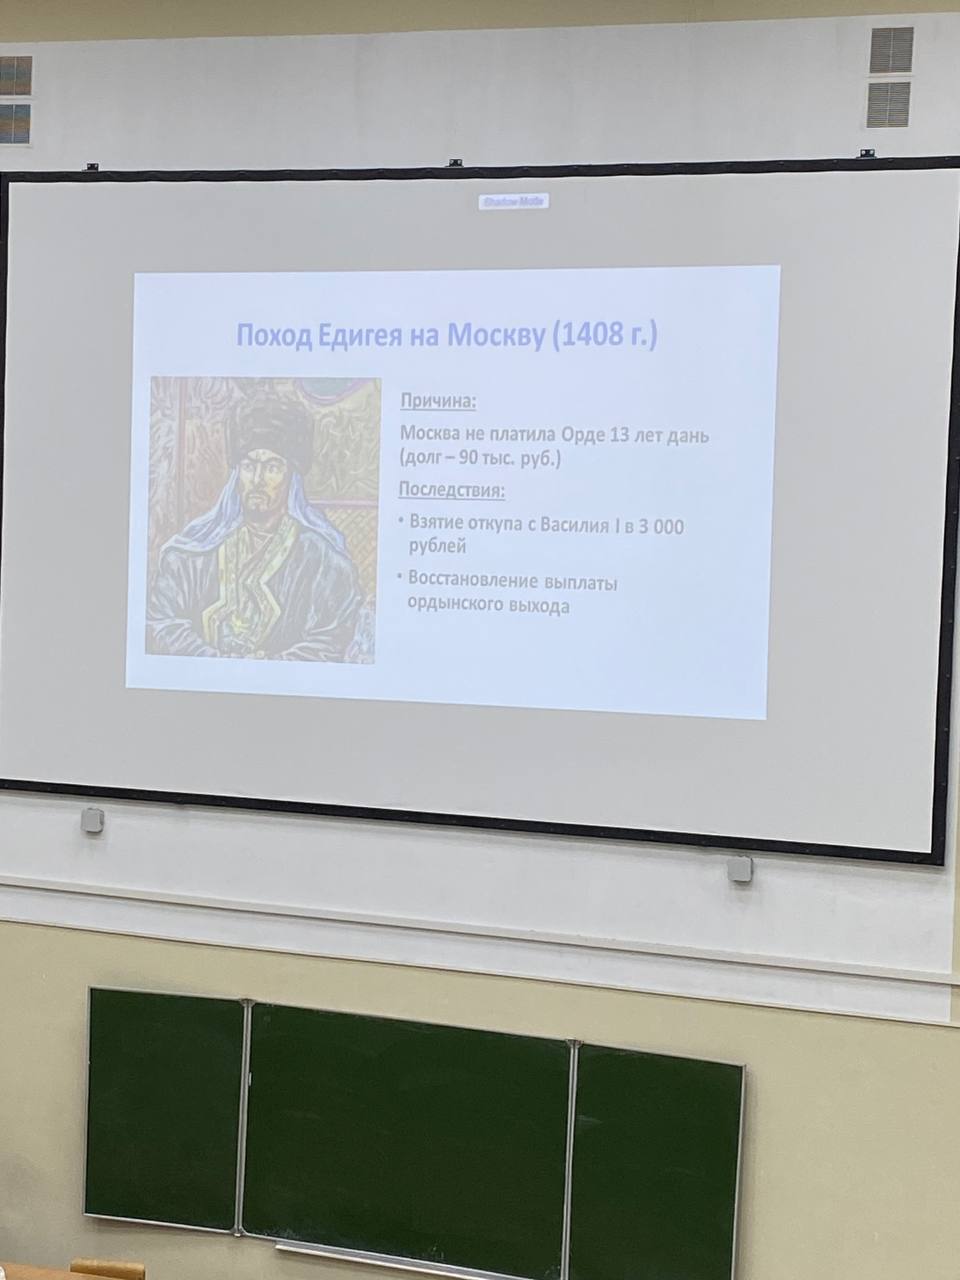 Shadow Mode
Поход Едигея на Москву (1408 г.)
Причина:
Москва не платила Орде 13 лет дань
(долг – 90 тыс. руб.)
Последствия:
• Взятие откупа с Василия I в 3 000
рублей
• Восстановление выплаты
ордынского выхода